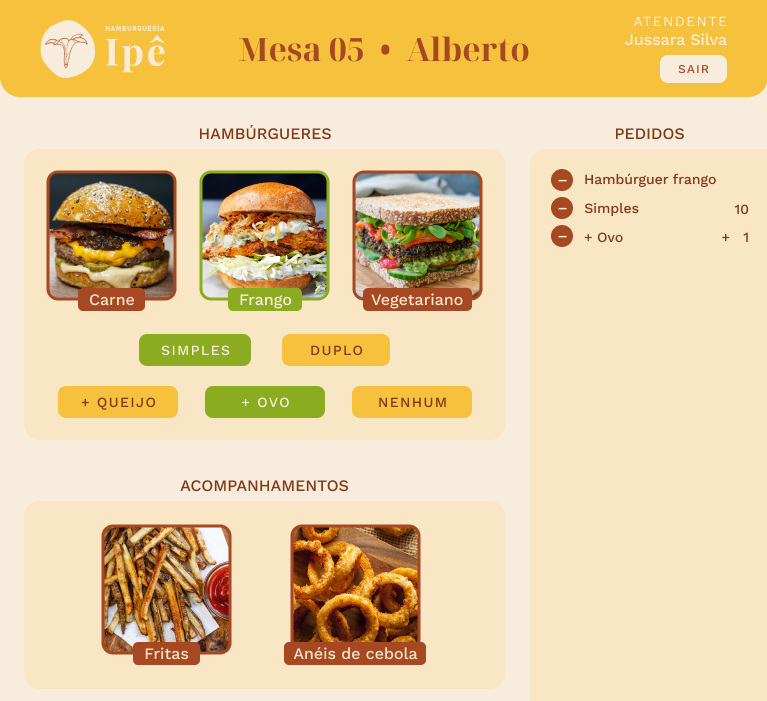 HAMBURGUERIA
Ipê
Mesa 05 • Alberto
ATENDENTE
Jussara Silva
SAIR
HAMBÚRGUERES
Carne
Frango
Vegetariano
SIMPLES
DUPLO
+ QUEIJO
+ OVO
NENHUM
ACOMPANHAMENTOS
Fritas
Anéis de cebola
PEDIDOS
Hambúrguer frango
Simples 10
+ Ovo + 1